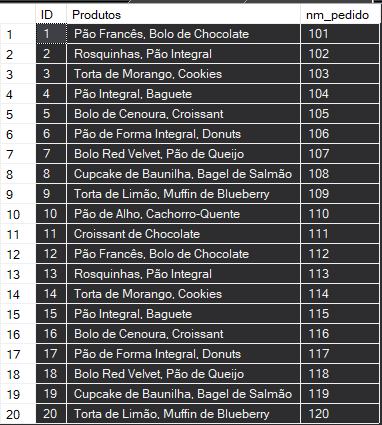 ID Produtos nm_pedido
1 1 Pão Francês, Bolo de Chocolate 101
2 2 Rosquinhas, Pão Integral 102
3 3 Torta de Morango, Cookies 103
4 4 Pão Integral, Baguete 104
5 5 Bolo de Cenoura, Croissant 105
6 6 Pão de Forma Integral, Donuts 106
7 7 Bolo Red Velvet, Pão de Queijo 107
8 8 Cupcake de Baunilha, Bagel de Salmão 108
9 9 Torta de Limão, Muffin de Blueberry 109
10 10 Pão de Alho, Cachorro-Quente 110
11 11 Croissant de Chocolate 111
12 12 Pão Francês, Bolo de Chocolate 112
13 13 Rosquinhas, Pão Integral 113
14 14 Torta de Morango, Cookies 114
15 15 Pão Integral, Baguete 115
16 16 Bolo de Cenoura, Croissant 116
17 17 Pão de Forma Integral, Donuts 117
18 18 Bolo Red Velvet, Pão de Queijo 118
19 19 Cupcake de Baunilha, Bagel de Salmão 119
20 20 Torta de Limão, Muffin de Blueberry 120